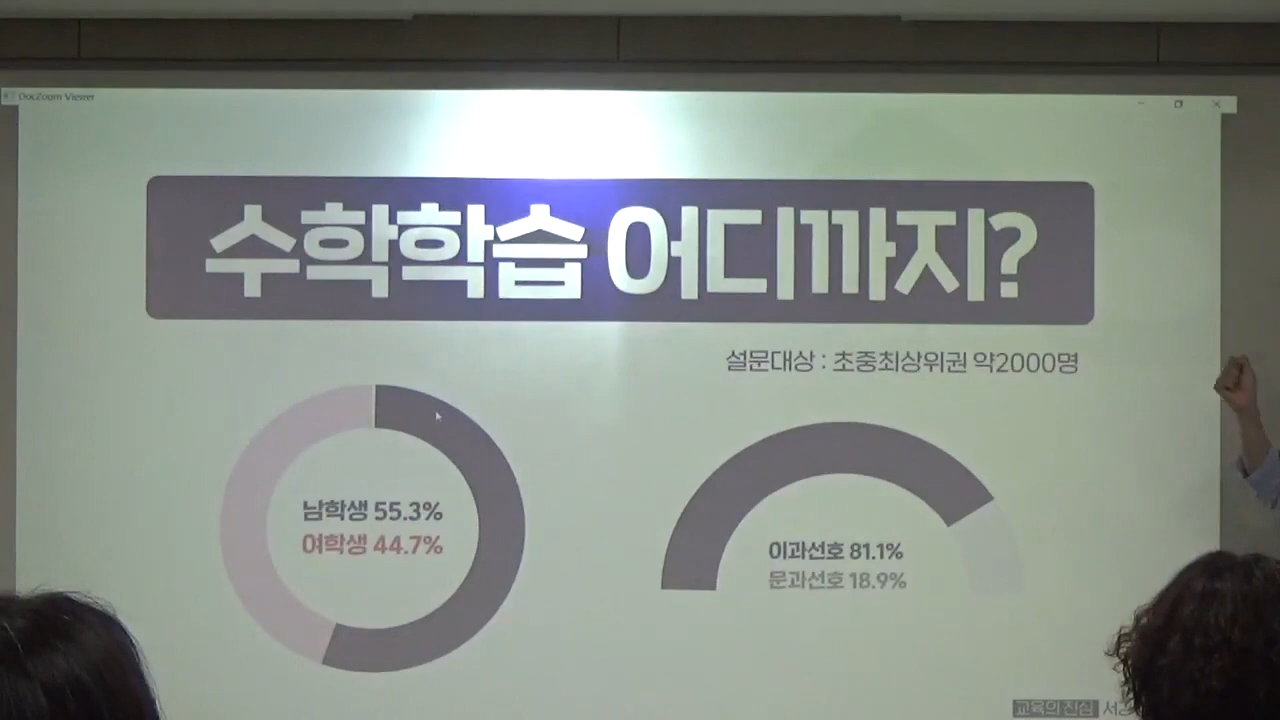 DocZoom Viewer
수학학습 어디까지?
설문대상 : 초중최상위권 약2000명
남학생 55.3%
여학생 44.7%
이과선호 81.1%
문과선호 18.9%
교육의 진심